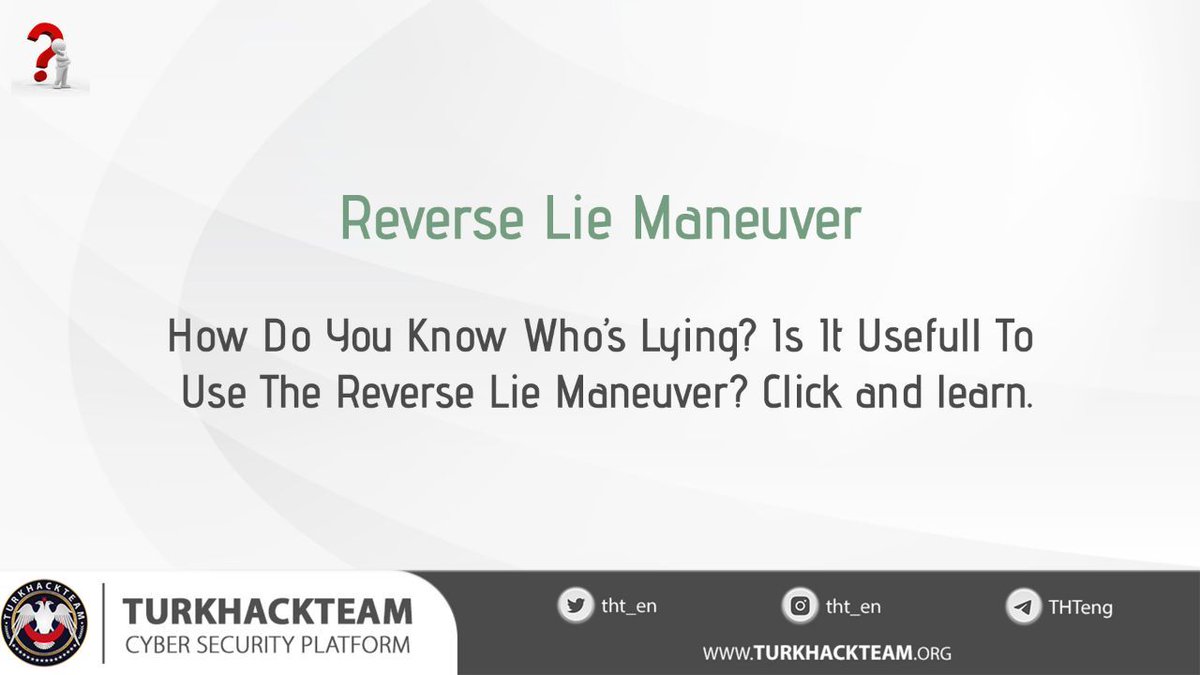 Reverse Lie Maneuver
How Do You Know Who's Lying? Is It Usefull To
Use The Reverse Lie Maneuver? Click and learn.
TURKHACKTEAM
TURKHACKTEAM
CYBER SECURITY PLATFORM
tht_en
tht_en
THTeng
WWW.TURKHACKTEAM.ORG